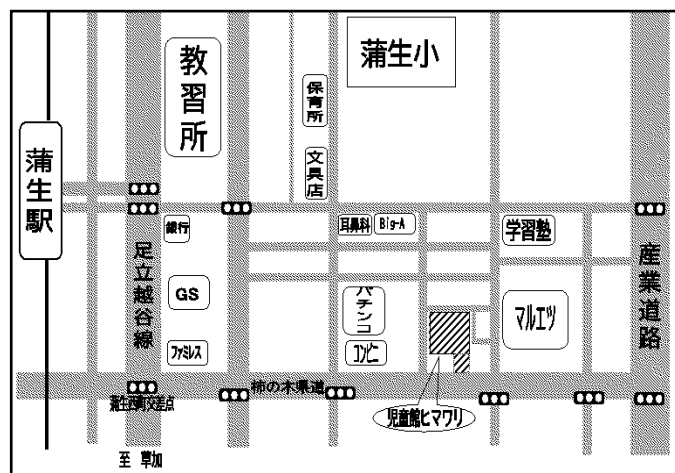 蒲生小
教習所
保育所
文具店
蒲生駅
銀行
耳鼻科
Big-A
学習塾
足立越谷線
GS
パチンコ
マルエツ
産業道路
ファミレス
コンビニ
柿の木県道
蒲生西町交差点
児童館ヒマワリ
至 草加